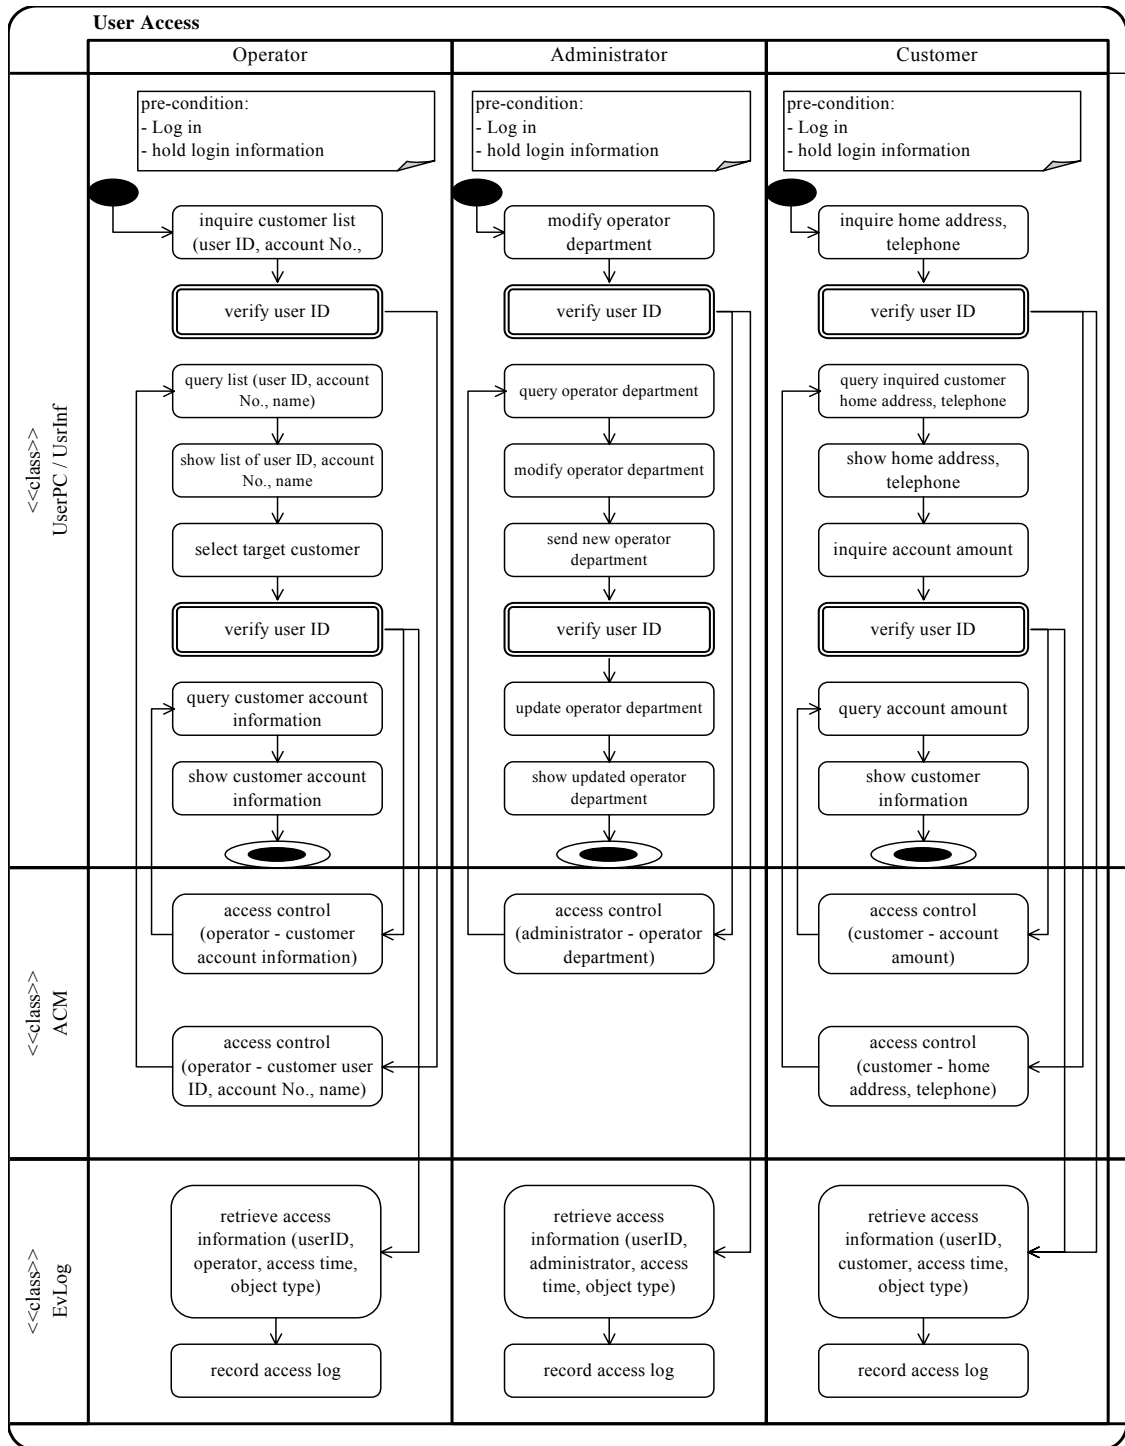 User Access
Operator
Administrator
Customer
<<class>>
UserPC / UsrInf
pre-condition:
- Log in
- hold login information
inquire customer list
(user ID, account No.,
verify user ID
query list (user ID, account
No., name)
show list of user ID, account
No., name
select target customer
verify user ID
query customer account
information
show customer account
information
pre-condition:
- Log in
- hold login information
modify operator
department
verify user ID
query operator department
modify operator department
send new operator
department
verify user ID
update operator department
show updated operator
department
pre-condition:
- Log in
- hold login information
inquire home address,
telephone
verify user ID
query inquired customer
home address, telephone
show home address,
telephone
inquire account amount
verify user ID
query account amount
show customer
information
<<class>>
ACM
access control
(operator - customer
account information)
access control
(operator - customer user
ID, account No., name)
access control
(administrator - operator
department)
access control
(customer - account
amount)
access control
(customer - home
address, telephone)
<<class>>
EvLog
retrieve access
information (userID,
operator, access time,
object type)
record access log
retrieve access
information (userID,
administrator, access
time, object type)
record access log
retrieve access
information (userID,
customer, access time,
object type)
record access log